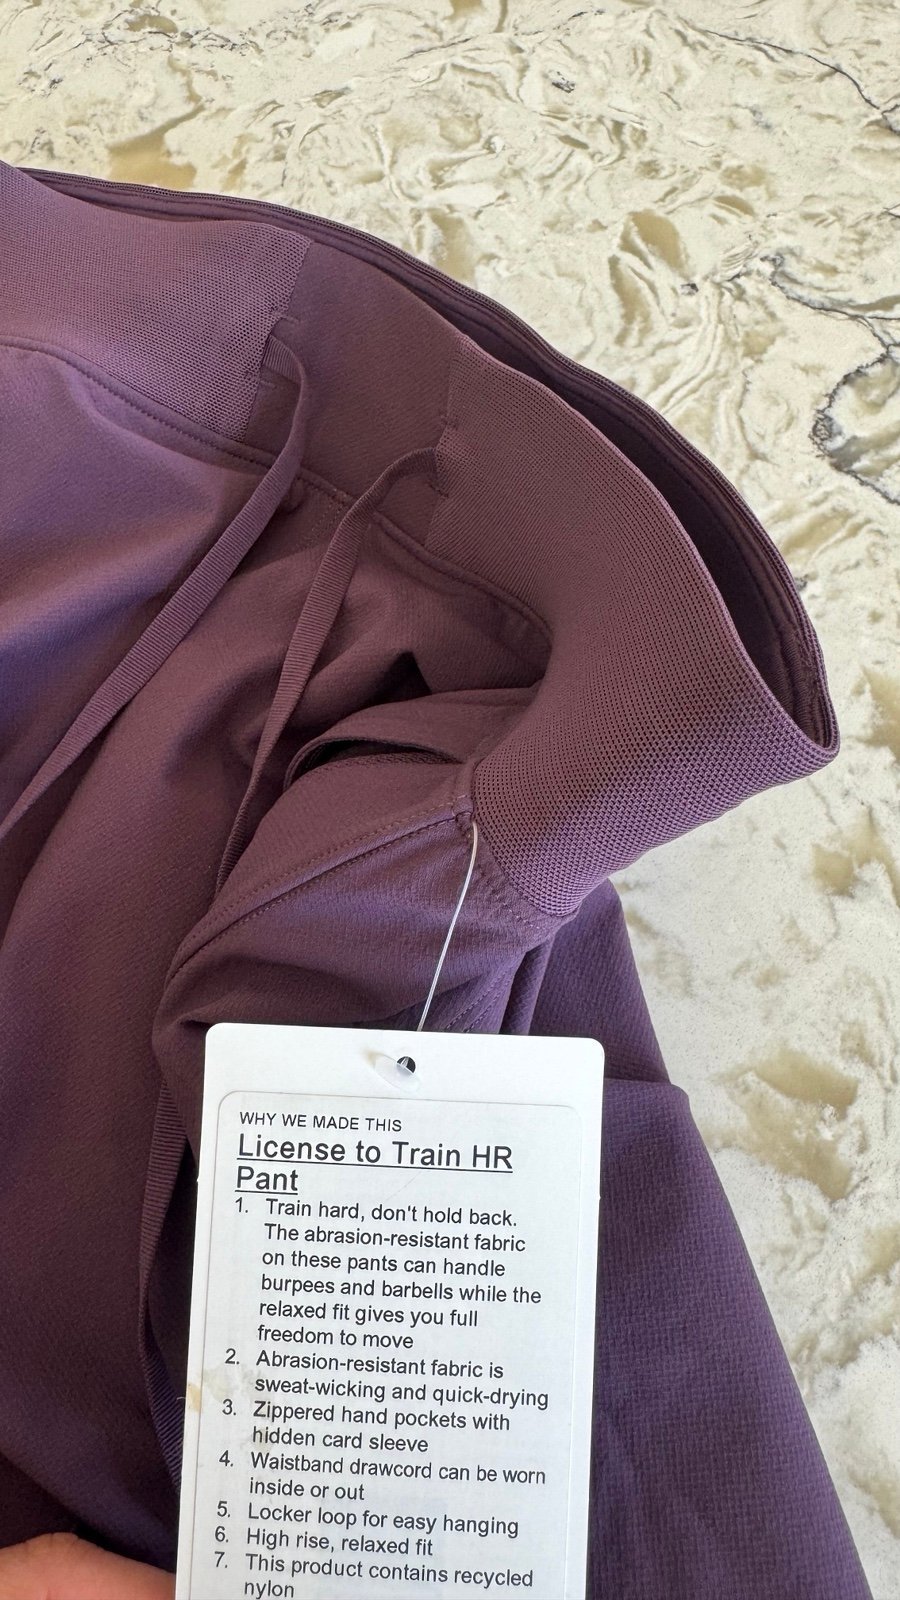 WHY WE MADE THIS
License to Train HR
Pant
1. Train hard, don't hold back.
The abrasion-resistant fabric
on these pants can handle
burpees and barbells while the
relaxed fit gives you full
freedom to move
2. Abrasion-resistant fabric is
sweat-wicking and quick-drying
3. Zippered hand pockets with
hidden card sleeve
4. Waistband drawcord can be worn
inside or out
5. Locker loop for easy hanging
6. High rise, relaxed fit
7. This product contains recycled
nylon